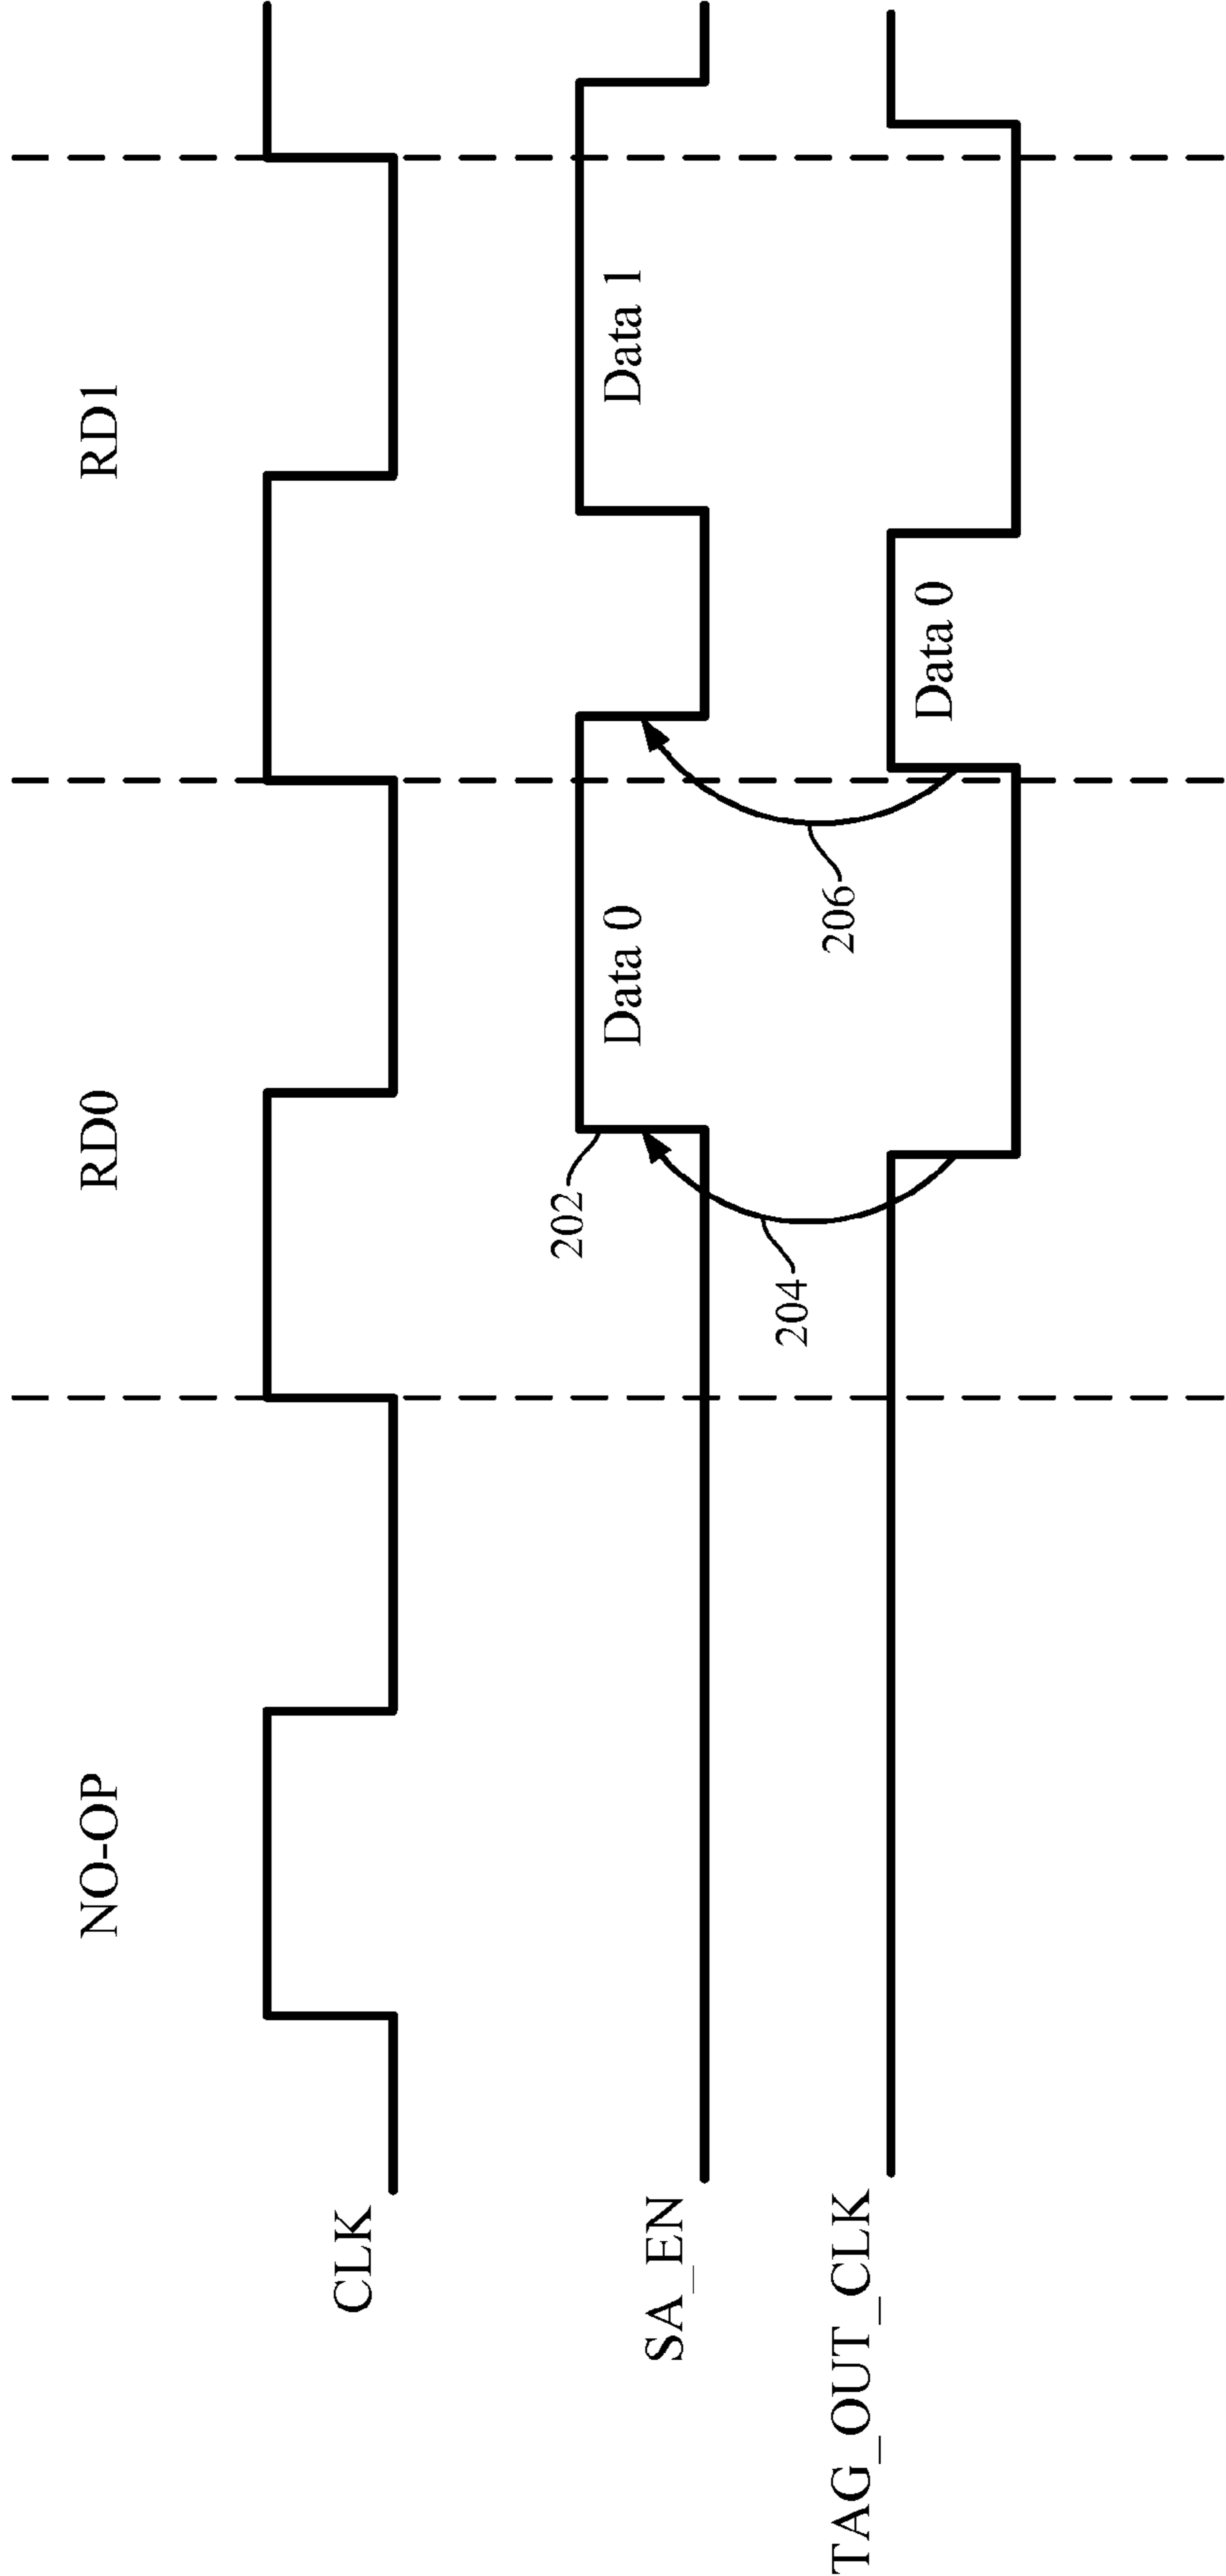 NO-OP
RD0
RD1
CLK
SA_EN
202
Data 0
Data 1
204
206
TAG_OUT_CLK
Data 0